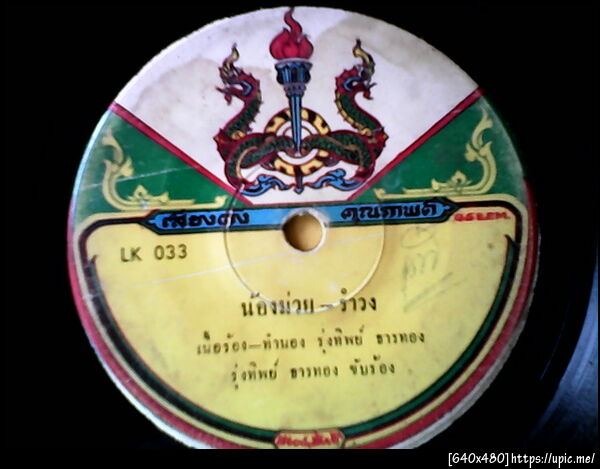 เสียงดี คุณภาพดี
LK 033
น้องม่วย – รำวง
เนื้อร้อง–ทำนอง รุ่งทิพย์ ธารทอง
รุ่งทิพย์ ธารทอง ขับร้อง
[640x480]https://upic.me/